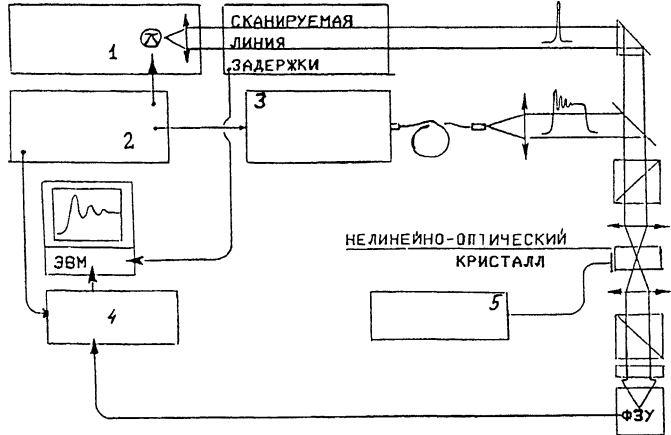 СКАНИРУЕМАЯ
ЛИНИЯ
ЗАДЕРЖКИ
1
2
3
ЭВМ
4
НЕЛИНЕЙНО-ОПТИЧЕСКИЙ
КРИСТАЛЛ
5
ФЭУ